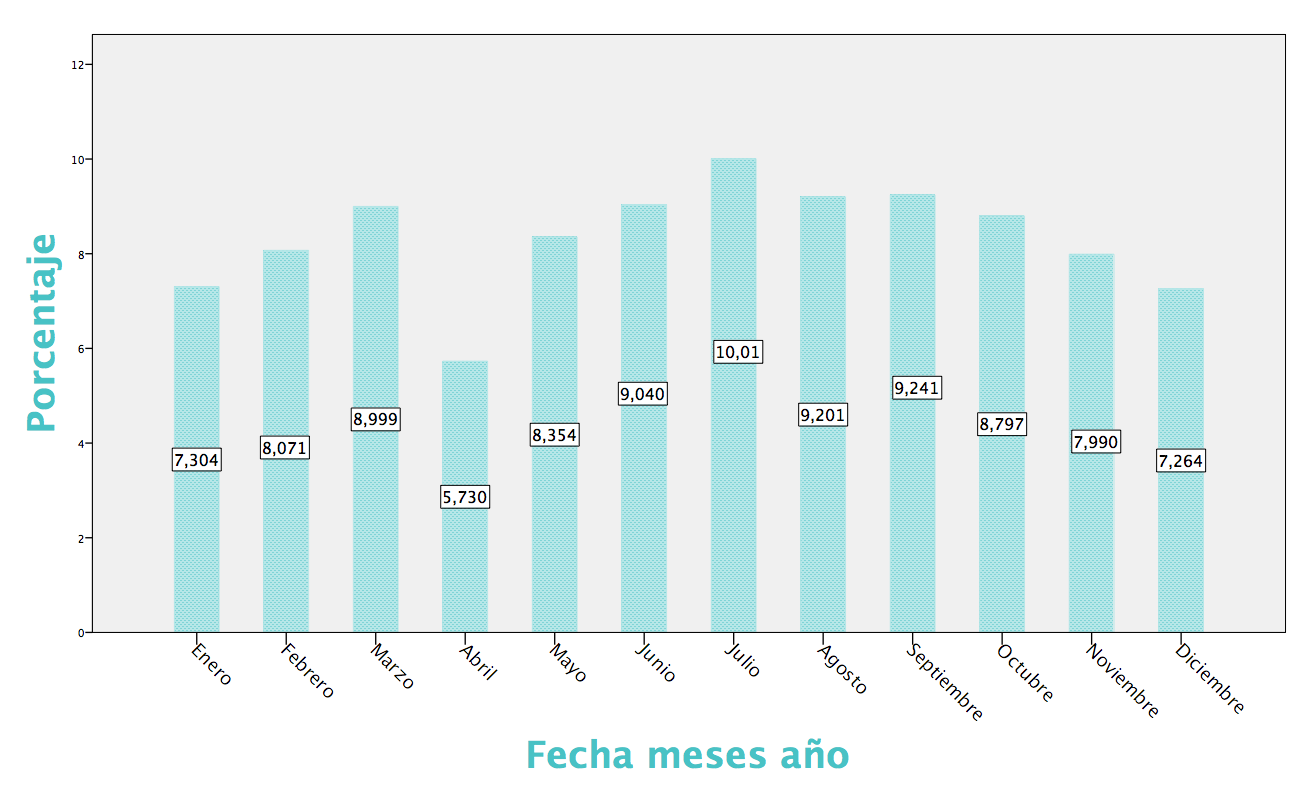 Porcentaje
12
10
8
6
4
2
0
7,304
8,071
8,999
5,730
8,354
9,040
10,01
9,201
9,241
8,797
7,990
7,264
Enero
Febrero
Marzo
Abril
Mayo
Junio
Julio
Agosto
Septiembre
Octubre
Noviembre
Diciembre
Fecha meses año